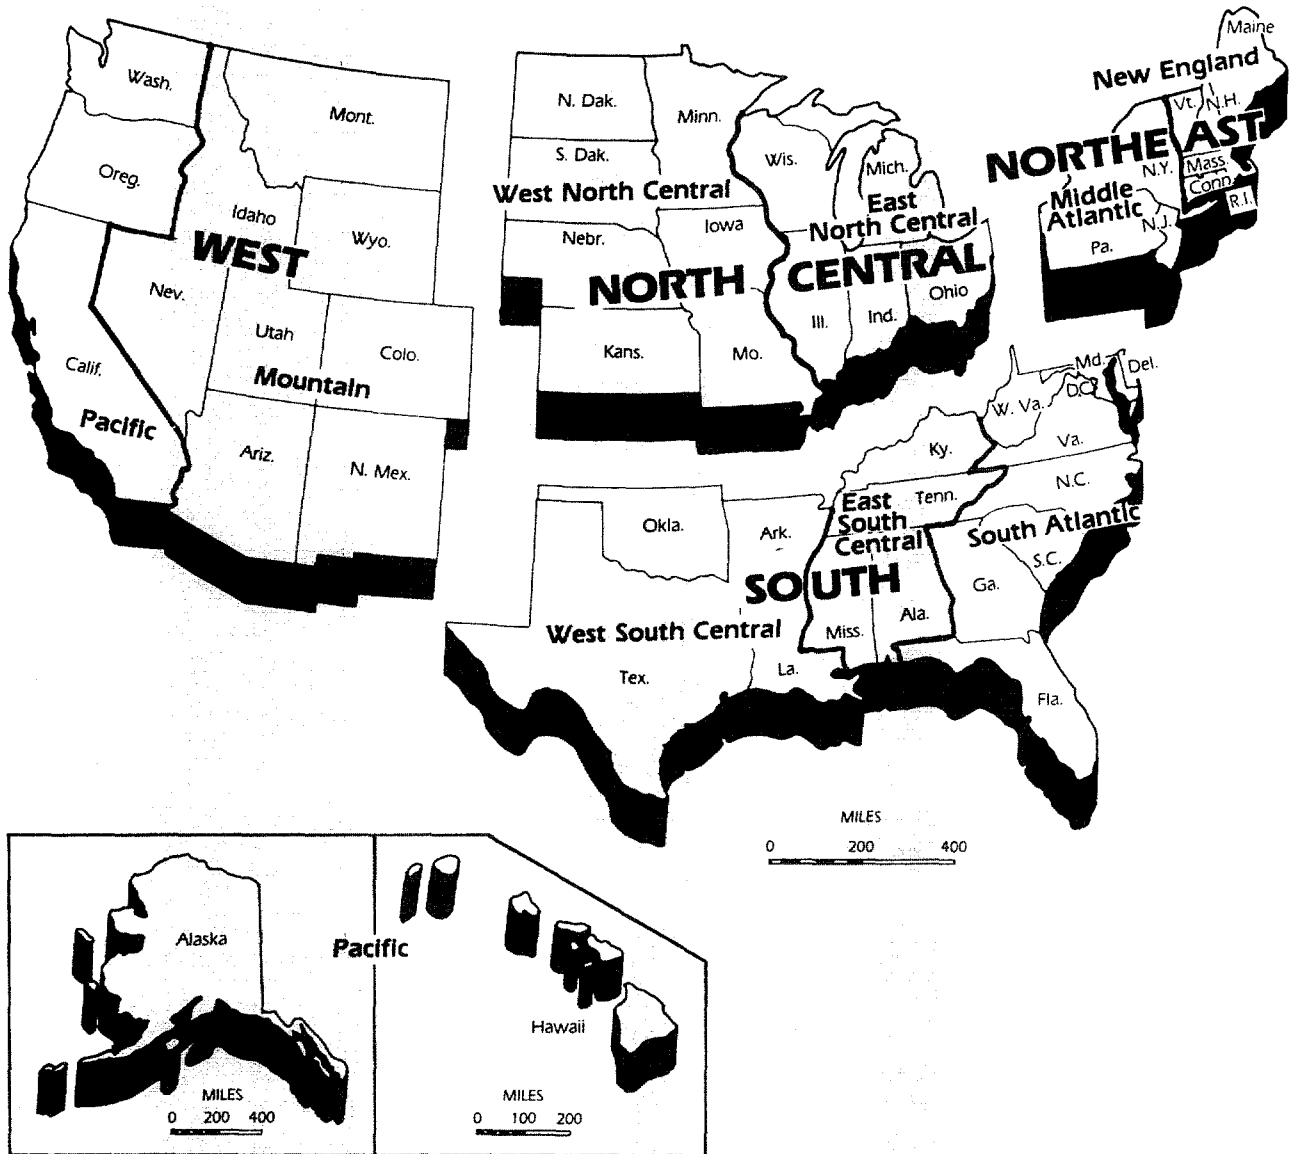 Maine
New England
Wash.
Mont.
N. Dak.
Minn.
Vt.
N.H.
NORTHEAST
Oreg.
S. Dak.
Wis.
Mich.
N.Y.
Mass.
Conn.
R.I.
West North Central
East
North Central
Middle
Atlantic
N.J.
Pa.
Idaho
Wyo.
Nebr.
Iowa
WEST
NORTH CENTRAL
Nev.
Utah
Colo.
Kans.
Mo.
Ill.
Ind.
Ohio
Calif.
Mountain
Pacific
Md.
Del.
D.C.
W. Va.
Va.
Ky.
Ariz.
N. Mex.
N.C.
Tenn.
East
South
Central
South Atlantic
Okla.
Ark.
S.C.
SOUTH
Ga.
Ala.
Miss.
West South Central
Tex.
La.
Fla.
MILES
0 200 400
Alaska
Pacific
Hawaii
MILES
0 200 400
MILES
0 100 200